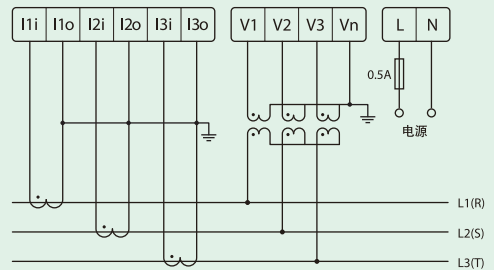 I1i I1o I2i I2o I3i I3o V1 V2 V3 Vn L N
0.5A
电源
L1(R)
L2(S)
L3(T)